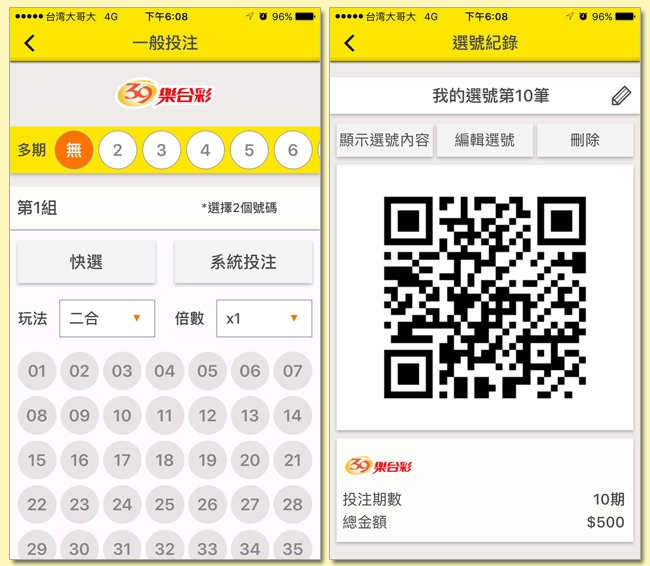 ●●●●● 台湾大哥大 4G 下午6:08 96%
一般投注
39 樂合彩
多期 無 2 3 4 5 6
第1組 *選擇2個號碼
快選 系統投注
玩法 二合 倍數 x1
01 02 03 04 05 06 07
08 09 10 11 12 13 14
15 16 17 18 19 20 21
22 23 24 25 26 27 28
29 30 31 32 33 34 35
●●●●● 台湾大哥大 4G 下午6:08 96%
選號紀錄
我的選號第10筆
顯示選號內容 編輯選號 刪除
39 樂合彩
投注期數 10期
總金額 $500